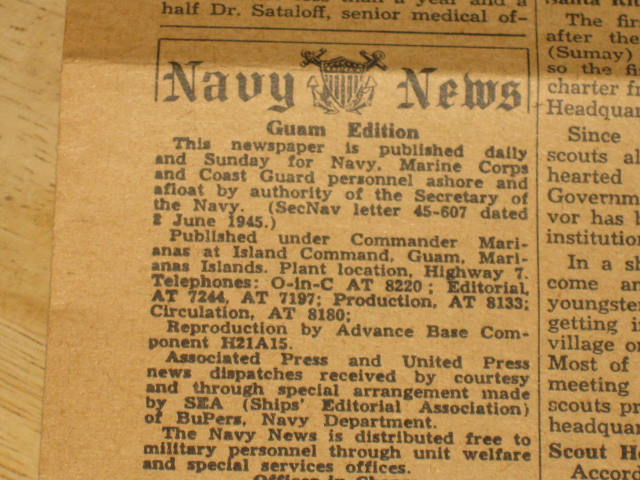 half Dr. Sataloff, senior medical of-
Navy News
Guam Edition
This newspaper is published daily
and Sunday for Navy, Marine Corps
and Coast Guard personnel ashore and
afloat by authority of the Secretary of
the Navy. (SecNav letter 45-607 dated
2 June 1945.)
Published under Commander Mari-
anas at Island Command, Guam, Mari-
anas Islands. Plant location, Highway 7.
Telephones: O-in-C AT 8220; Editorial,
AT 7244, AT 7197; Production, AT 8133;
Circulation, AT 8180;
Reproduction by Advance Base Com-
ponent H21A15.
Associated Press and United Press
news dispatches received by courtesy
and through special arrangement made
by SEA (Ships' Editorial Association)
of BuPers, Navy Department.
The Navy News is distributed free to
military personnel through unit welfare
and special services offices.
The fir
after the
(Sumay)
so the fi
charter fr
Headquar
Since
scouts al
hearted
Governm
vor has
institution
In a sh
come an
youngste
getting i
village o
Most of
meeting
scouts pr
headquar
Scout H
Accord